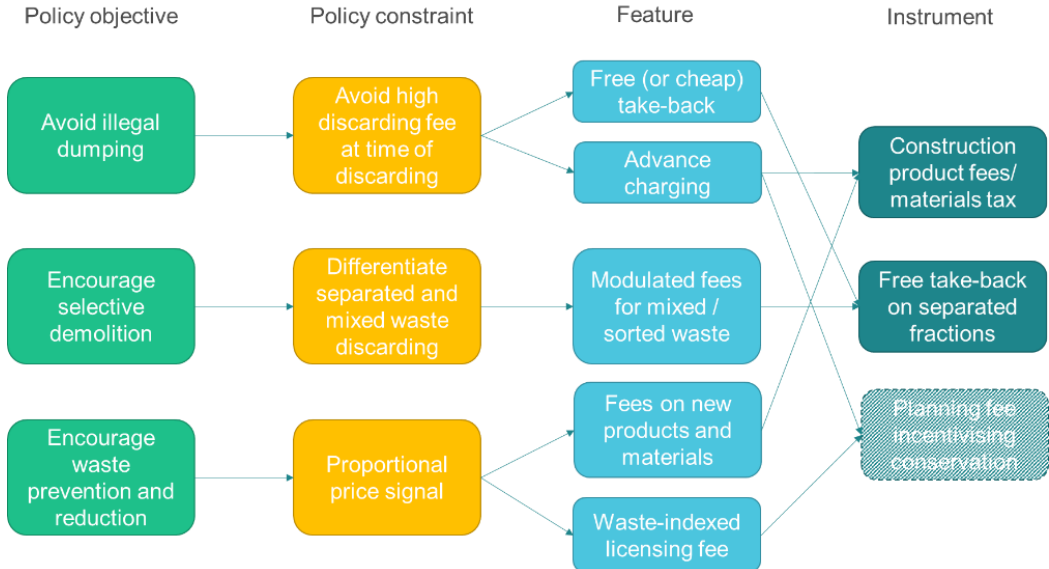 Policy objective
Policy constraint
Feature
Instrument
Avoid illegal
dumping
Avoid high
discarding fee
at time of
discarding
Free (or cheap)
take-back
Advance
charging
Construction
product fees/
materials tax
Encourage
selective
demolition
Differentiate
separated and
mixed waste
discarding
Modulated fees
for mixed /
sorted waste
Free take-back
on separated
fractions
Encourage
waste
prevention and
reduction
Proportional
price signal
Fees on new
products and
materials
Waste-indexed
licensing fee
Planning fee
incentivising
conservation